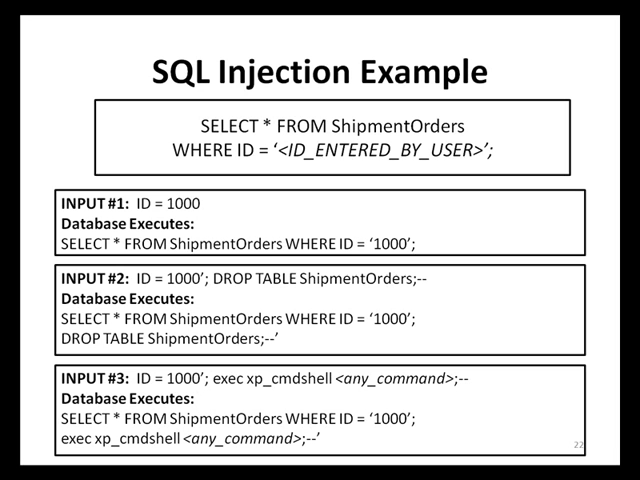 SQL Injection Example
SELECT * FROM ShipmentOrders
WHERE ID = ‘<ID_ENTERED_BY_USER>’;
INPUT #1: ID = 1000
Database Executes:
SELECT * FROM ShipmentOrders WHERE ID = ‘1000’;
INPUT #2: ID = 1000’; DROP TABLE ShipmentOrders;--
Database Executes:
SELECT * FROM ShipmentOrders WHERE ID = ‘1000’;
DROP TABLE ShipmentOrders;--’
INPUT #3: ID = 1000’; exec xp_cmdshell <any_command>;--
Database Executes:
SELECT * FROM ShipmentOrders WHERE ID = ‘1000’;
exec xp_cmdshell <any_command>;--’
22